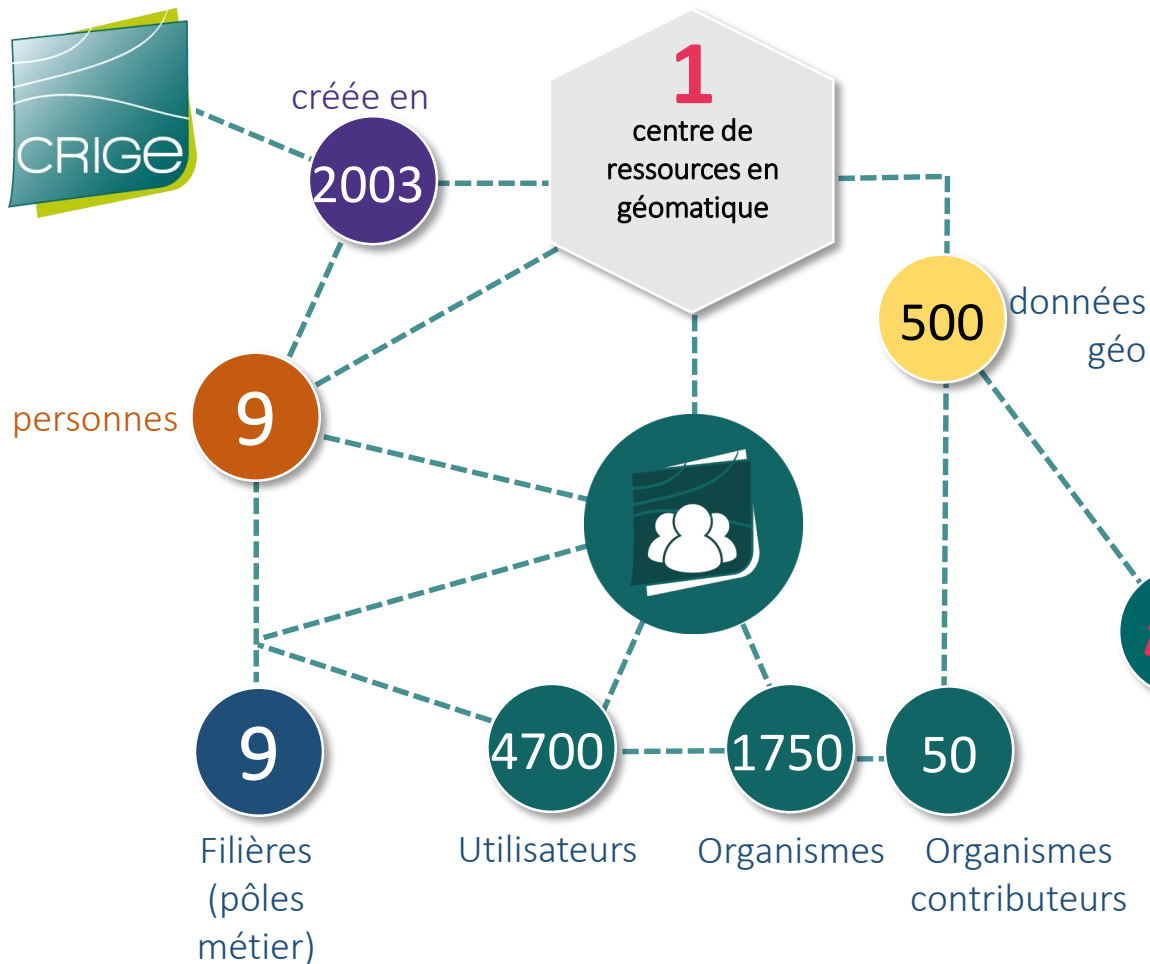 CRIGE
créée en
2003
1
centre de
ressources en
géomatique
500
données
géo
personnes
9
9
4700
1750
50
Filières
(pôles
métier)
Utilisateurs
Organismes
Organismes
contributeurs